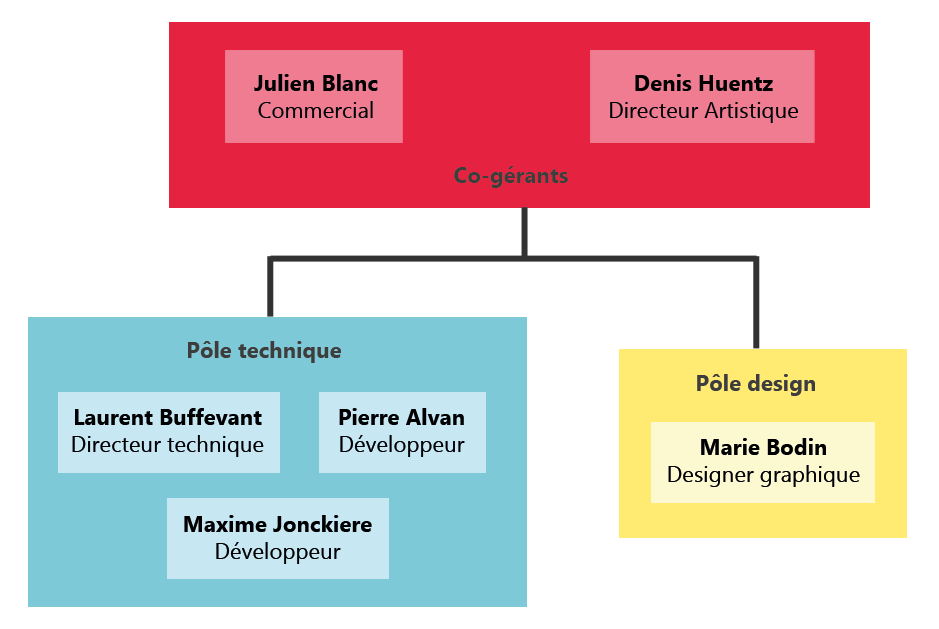 Julien Blanc
Commercial
Denis Huentz
Directeur Artistique
Co-gérants
Pôle technique
Laurent Buffevant
Directeur technique
Pierre Alvan
Développeur
Maxime Jonckiere
Développeur
Pôle design
Marie Bodin
Designer graphique